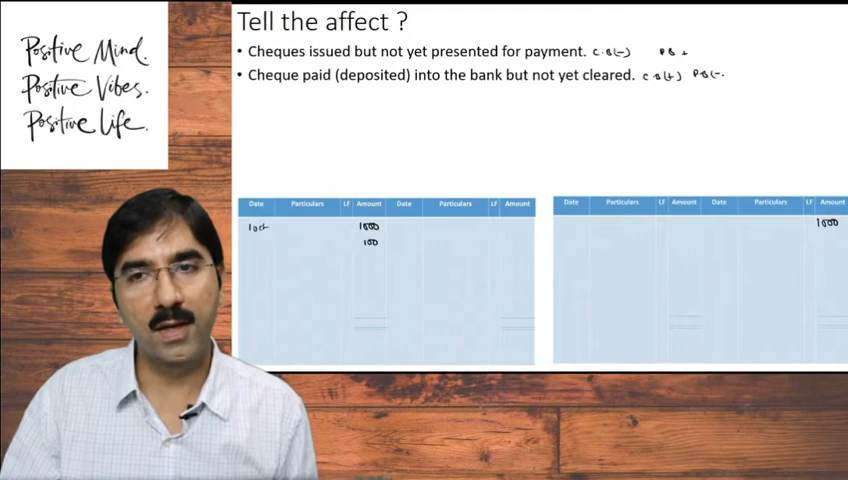 Positive Mind.
Positive Vibes.
Positive Life.
Tell the affect ?
• Cheques issued but not yet presented for payment. C.B(-) PB +
• Cheque paid (deposited) into the bank but not yet cleared. C.B(+) P.B(-.
Date Particulars LF Amount Date Particulars LF Amount
1 oct 1000
100
Date Particulars LF Amount Date Particulars LF Amount
1000